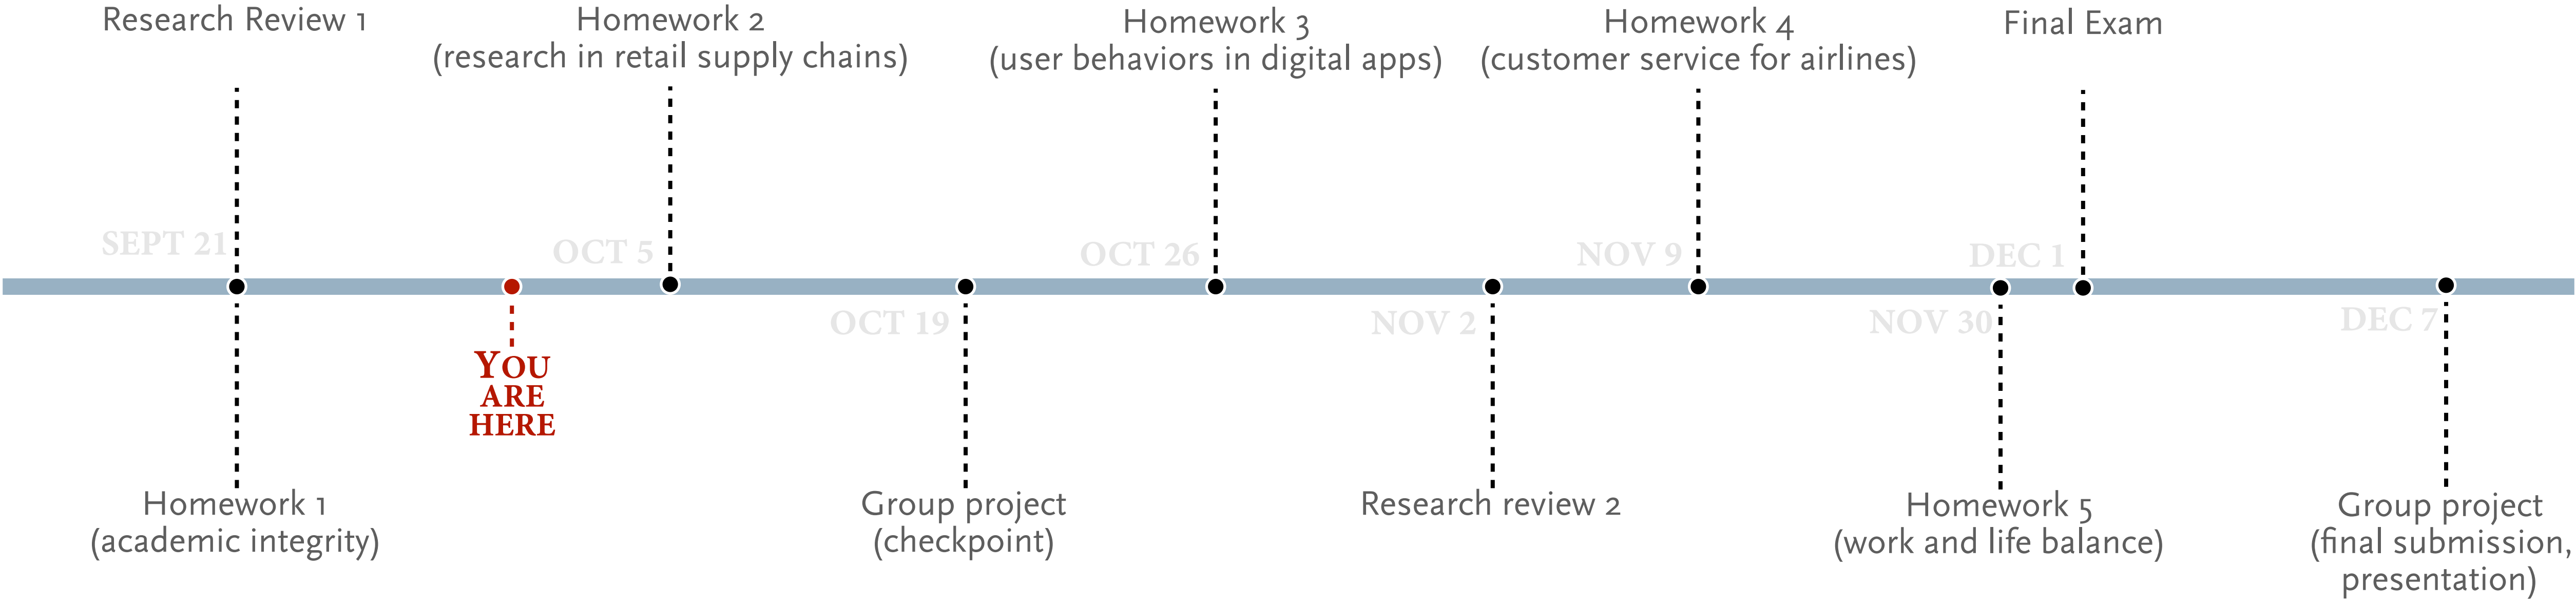 Research Review 1
Homework 2
(research in retail supply chains)
Homework 3
(user behaviors in digital apps)
Homework 4
(customer service for airlines)
Final Exam
SEPT 21
OCT 5
OCT 26
NOV 9
DEC 1
OCT 19
NOV 2
NOV 30
DEC 7
YOU
ARE
HERE
Homework 1
(academic integrity)
Group project
(checkpoint)
Research review 2
Homework 5
(work and life balance)
Group project
(final submission,
presentation)